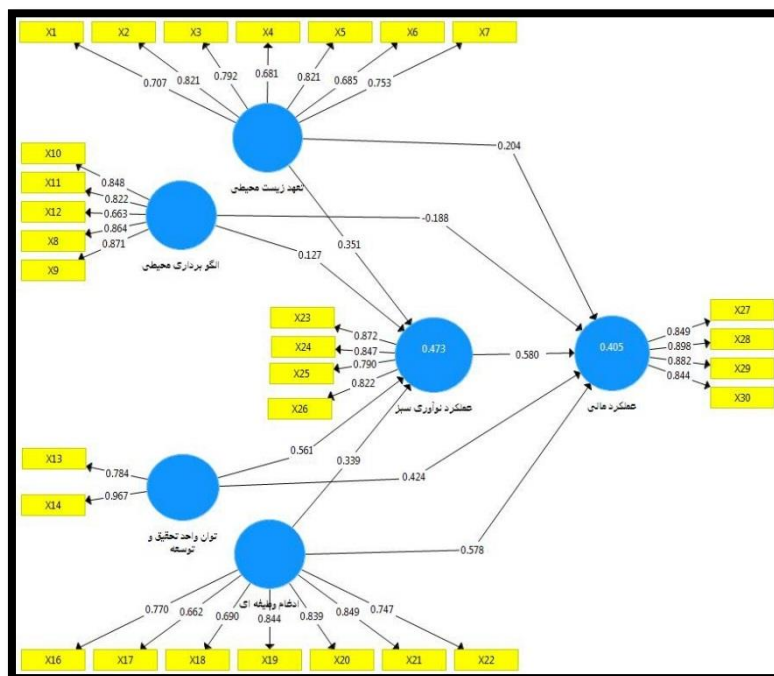 X1 X2 X3 X4 X5 X6 X7
0.707 0.821 0.792 0.681 0.821 0.685 0.753
تعهد زیست محیطی
0.204
X10
X11
X12
X8
X9
0.848
0.822
0.663
0.864
0.871
الگو برداری محیطی
-0.188
0.351
0.127
X23
X24
X25
X26
0.872
0.847
0.790
0.822
0.473
عملکرد نوآوری سبز
0.580
0.405
عملکرد مالی
0.849
0.898
0.882
0.844
X27
X28
X29
X30
X13
X14
0.784
0.967
توان واحد تحقیق و
توسعه
0.561
0.339
0.424
0.578
ادغام وظیفه ای
0.770 0.662 0.690 0.844 0.839 0.849 0.747
X16 X17 X18 X19 X20 X21 X22